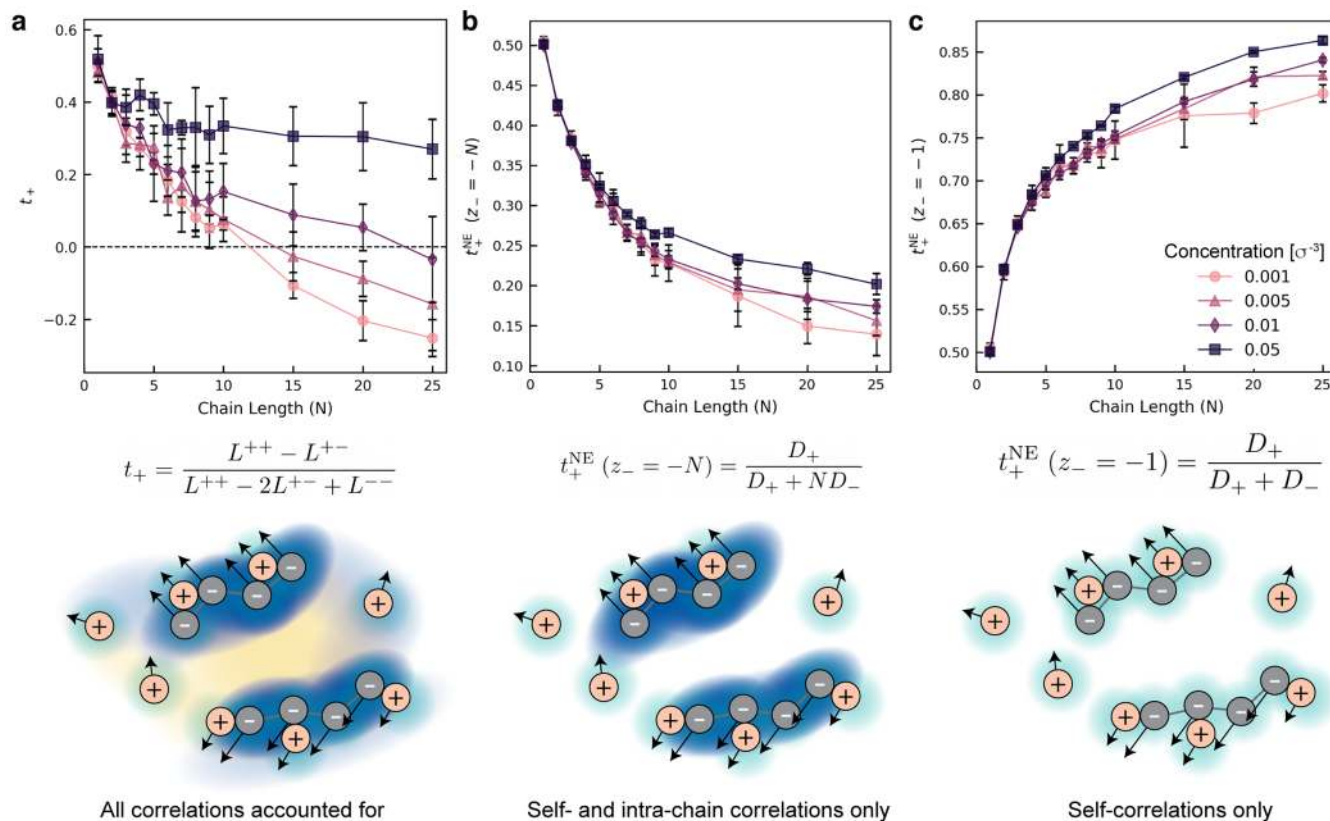 a
0.6
0.4
0.2
0.0
−0.2
t₊
0 5 10 15 20 25
Chain Length (N)
b
0.50
0.45
0.40
0.35
0.30
0.25
0.20
0.15
0.10
t₊ᴺᴱ (z₋ = −N)
0 5 10 15 20 25
Chain Length (N)
c
0.85
0.80
0.75
0.70
0.65
0.60
0.55
0.50
t₊ᴺᴱ (z₋ = −1)
Concentration [σ⁻³]
0.001
0.005
0.01
0.05
0 5 10 15 20 25
Chain Length (N)
t₊ = (L⁺⁺ − L⁺⁻) / (L⁺⁺ − 2L⁺⁻ + L⁻⁻)
t₊ᴺᴱ (z₋ = −N) = D₊ / (D₊ + ND₋)
t₊ᴺᴱ (z₋ = −1) = D₊ / (D₊ + D₋)
All correlations accounted for
Self- and intra-chain correlations only
Self-correlations only